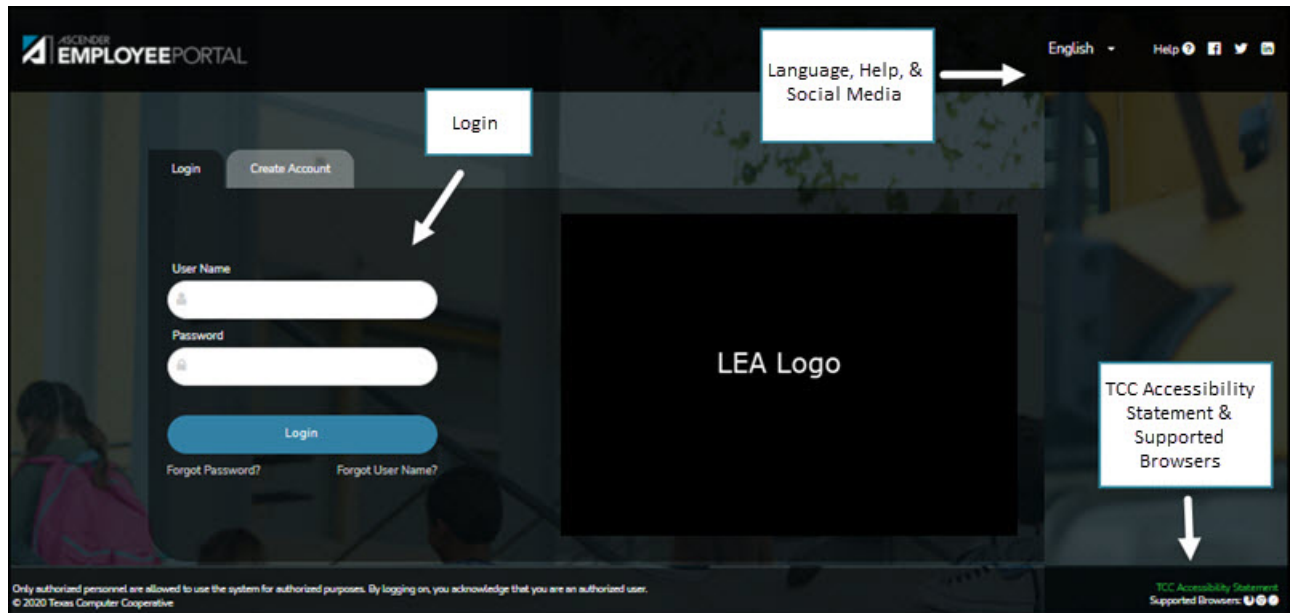 ASCENDER
EMPLOYEEPORTAL
Language, Help, &
Social Media
English
Help
Login
Login
Create Account
User Name
Password
LEA Logo
Login
Forgot Password?
Forgot User Name?
TCC Accessibility
Statement &
Supported
Browsers
Only authorized personnel are allowed to use the system for authorized purposes. By logging on, you acknowledge that you are an authorized user.
© 2020 Texas Computer Cooperative
TCC Accessibility Statement
Supported Browsers: